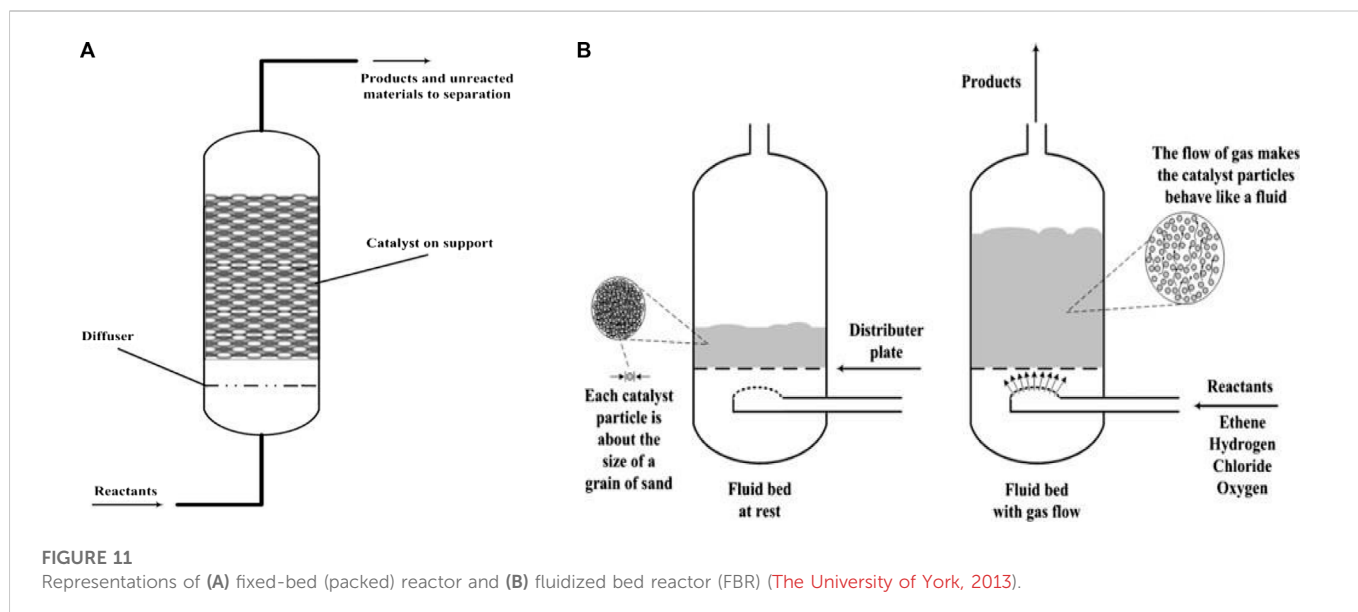 A
Products and unreacted
materials to separation
Catalyst on support
Diffuser
Reactants
B
Products
The flow of gas makes
the catalyst particles
behave like a fluid
Distributer
plate
Each catalyst
particle is
about the
size of a
grain of sand
Fluid bed
at rest
Fluid bed
with gas flow
Reactants
Ethene
Hydrogen
Chloride
Oxygen
FIGURE 11
Representations of (A) fixed-bed (packed) reactor and (B) fluidized bed reactor (FBR) (The University of York, 2013).